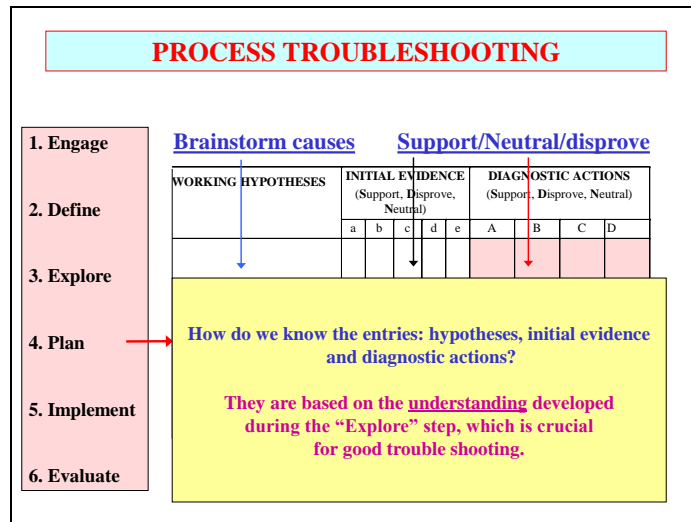 PROCESS TROUBLESHOOTING
1. Engage
2. Define
3. Explore
4. Plan
5. Implement
6. Evaluate
Brainstorm causes
Support/Neutral/disprove
WORKING HYPOTHESES
INITIAL EVIDENCE
(Support, Disprove,
Neutral)
DIAGNOSTIC ACTIONS
(Support, Disprove, Neutral)
a b c d e A B C D
How do we know the entries: hypotheses, initial evidence
and diagnostic actions?
They are based on the understanding developed
during the “Explore” step, which is crucial
for good trouble shooting.